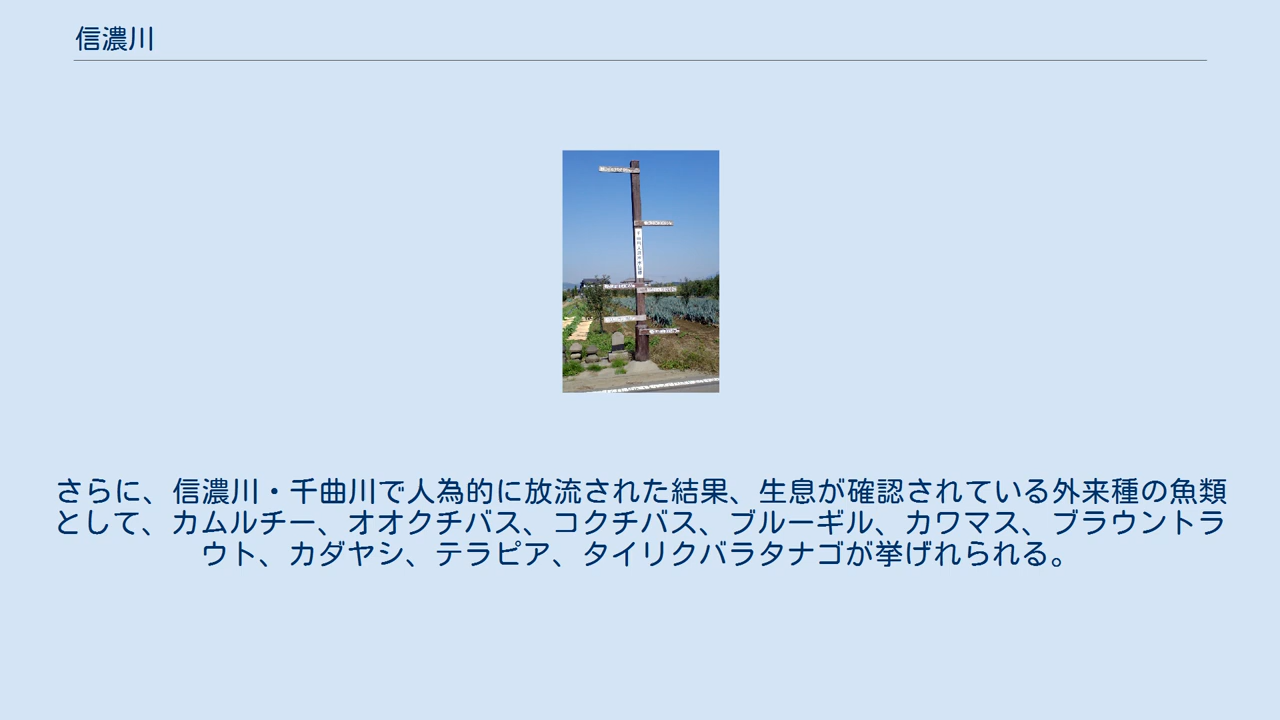 信濃川
さらに、信濃川・千曲川で人為的に放流された結果、生息が確認されている外来種の魚類
として、カムルチー、オオクチバス、コクチバス、ブルーギル、カワマス、ブラウントラ
ウト、カダヤシ、テラピア、タイリクバラタナゴが挙げれられる。